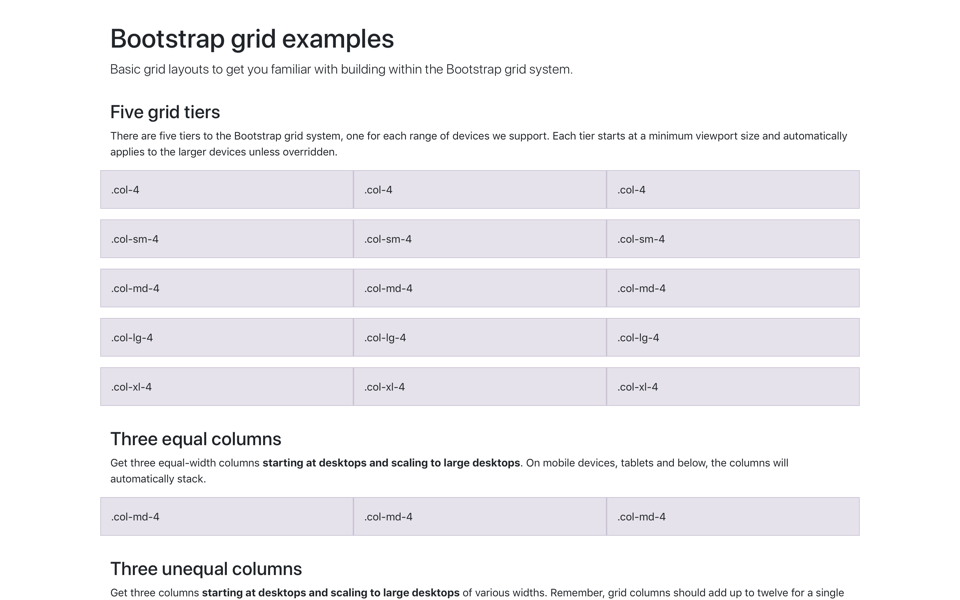 Bootstrap grid examples
Basic grid layouts to get you familiar with building within the Bootstrap grid system.
Five grid tiers
There are five tiers to the Bootstrap grid system, one for each range of devices we support. Each tier starts at a minimum viewport size and automatically
applies to the larger devices unless overridden.
.col-4 .col-4 .col-4
.col-sm-4 .col-sm-4 .col-sm-4
.col-md-4 .col-md-4 .col-md-4
.col-lg-4 .col-lg-4 .col-lg-4
.col-xl-4 .col-xl-4 .col-xl-4
Three equal columns
Get three equal-width columns starting at desktops and scaling to large desktops. On mobile devices, tablets and below, the columns will
automatically stack.
.col-md-4 .col-md-4 .col-md-4
Three unequal columns
Get three columns starting at desktops and scaling to large desktops of various widths. Remember, grid columns should add up to twelve for a single